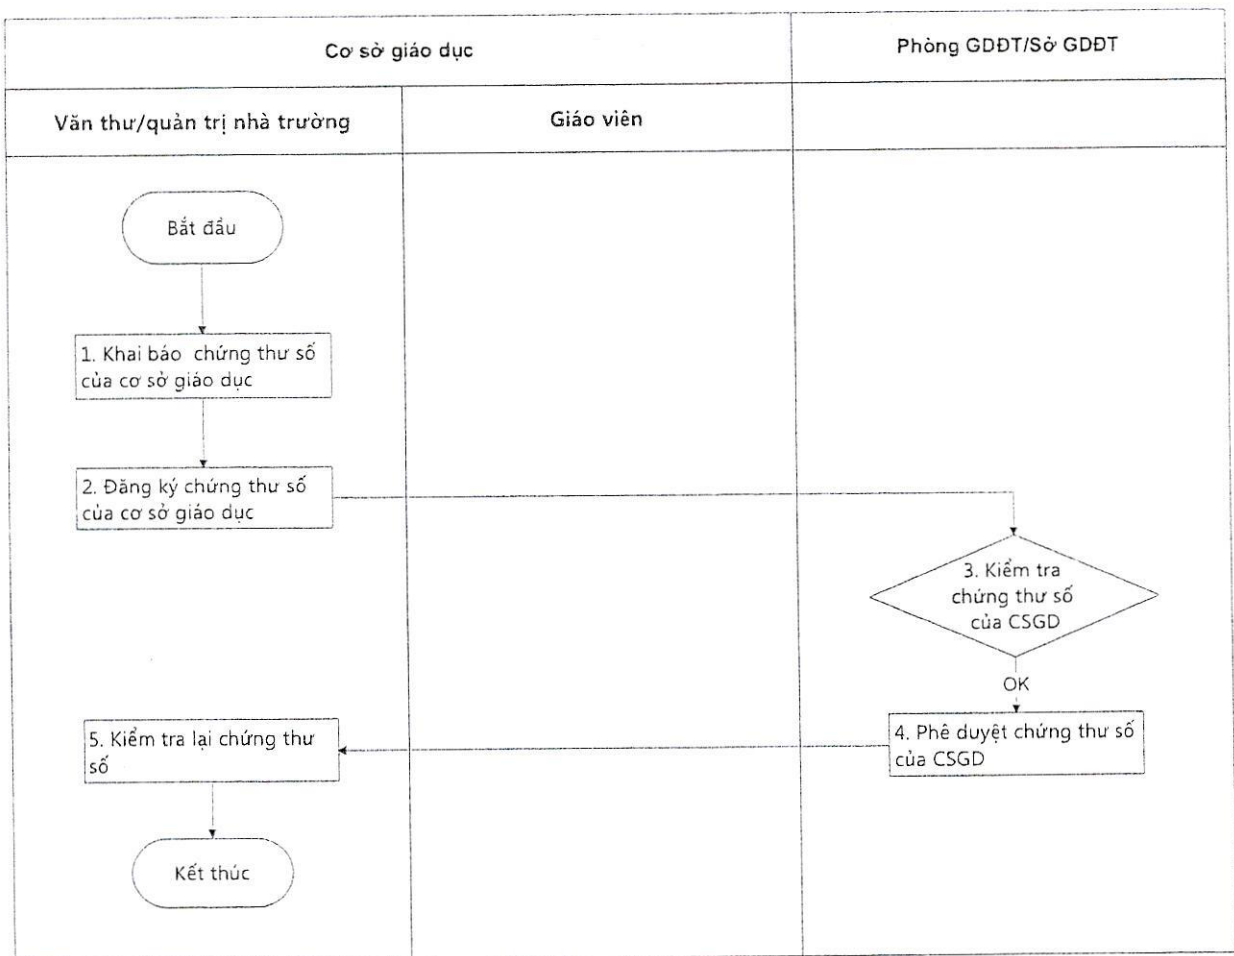 Cơ sở giáo dục
Phòng GDĐT/Sở GDĐT
Văn thư/quản trị nhà trường
Giáo viên
Bắt đầu
1. Khai báo chứng thư số
của cơ sở giáo dục
2. Đăng ký chứng thư số
của cơ sở giáo dục
3. Kiểm tra
chứng thư số
của CSGD
OK
4. Phê duyệt chứng thư số
của CSGD
5. Kiểm tra lại chứng thư
số
Kết thúc